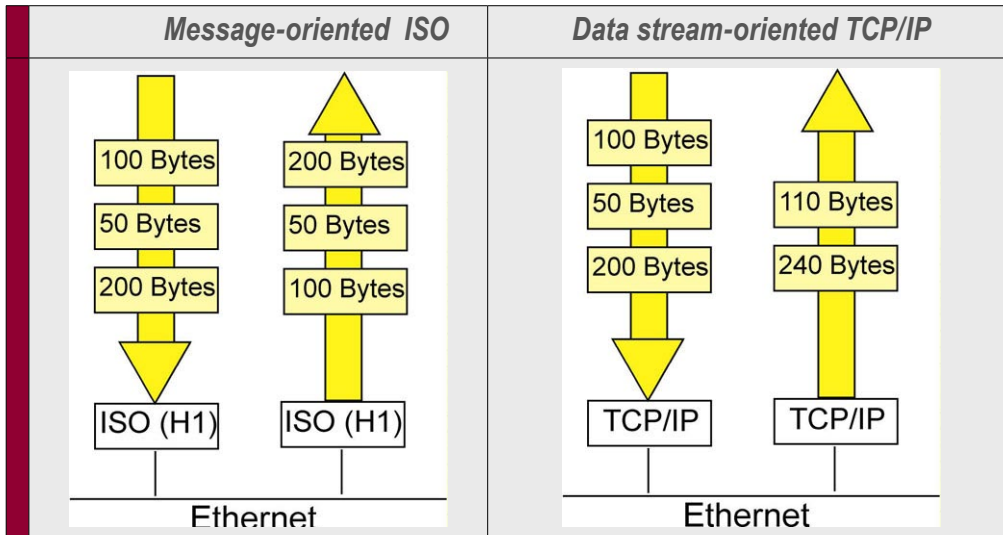 Message-oriented ISO
Data stream-oriented TCP/IP
100 Bytes
50 Bytes
200 Bytes
ISO (H1)
200 Bytes
50 Bytes
100 Bytes
ISO (H1)
Ethernet
100 Bytes
50 Bytes
200 Bytes
TCP/IP
110 Bytes
240 Bytes
TCP/IP
Ethernet